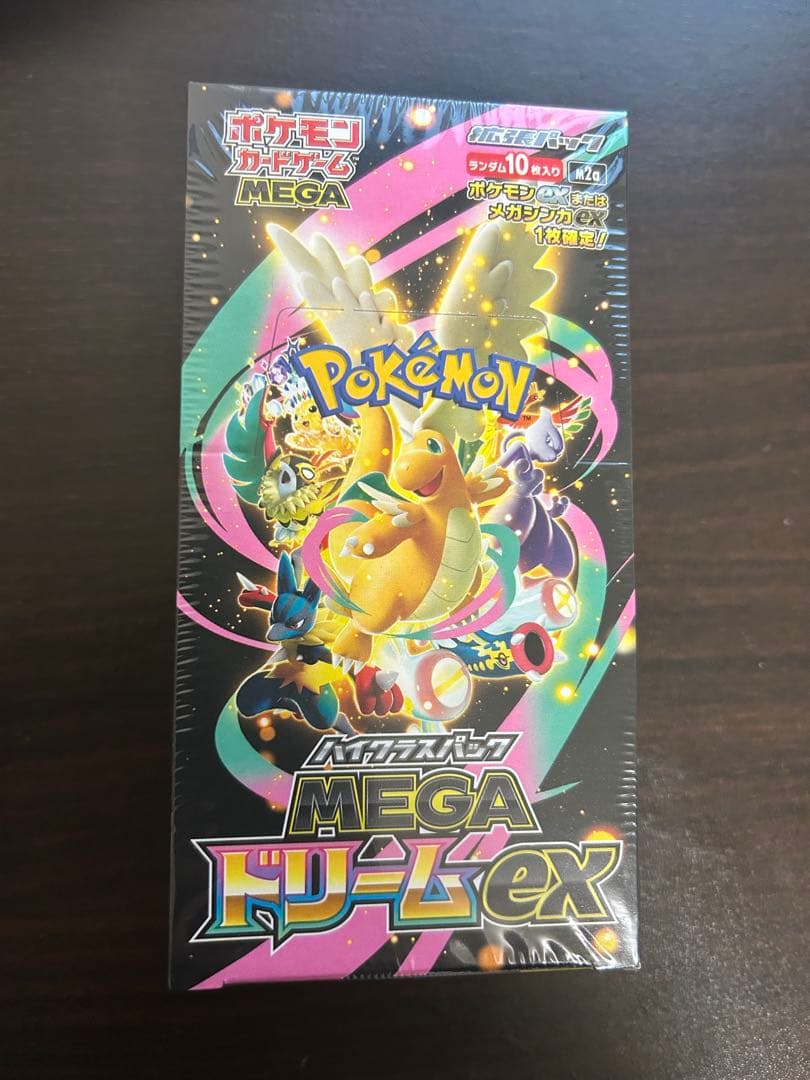 ポケモン
カードゲーム™
MEGA
拡張パック
ランダム10枚入り M2a
ポケモンexまたは
メガシンカex
1枚確定!
POKéMON™
ハイクラスパック
MEGA
ドリームex